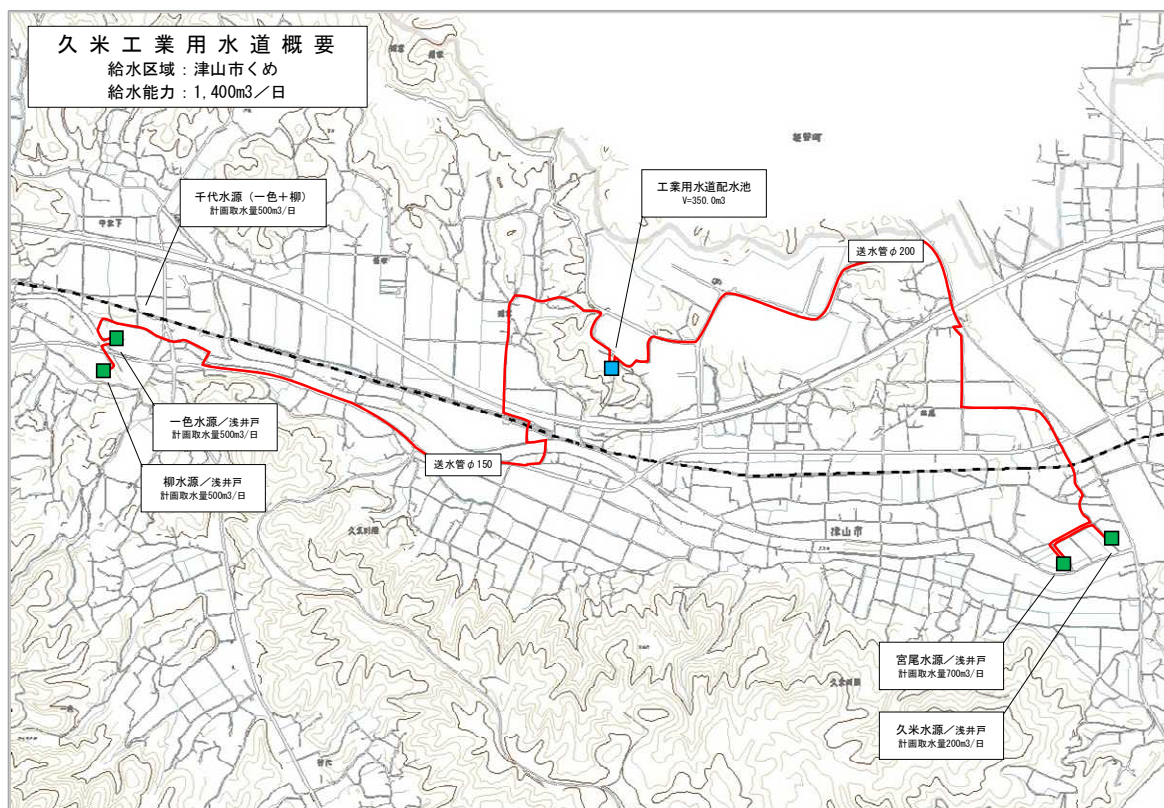 久米工業用水道概要
給水区域：津山市くめ
給水能力：1,400m3／日
千代水源（一色＋柳）
計画取水量500m3/日
工業用水道配水池
V=350.0m3
送水管φ200
一色水源／浅井戸
計画取水量500m3/日
送水管φ150
柳水源／浅井戸
計画取水量500m3/日
津山市
宮尾水源／浅井戸
計画取水量700m3/日
久米水源／浅井戸
計画取水量200m3/日